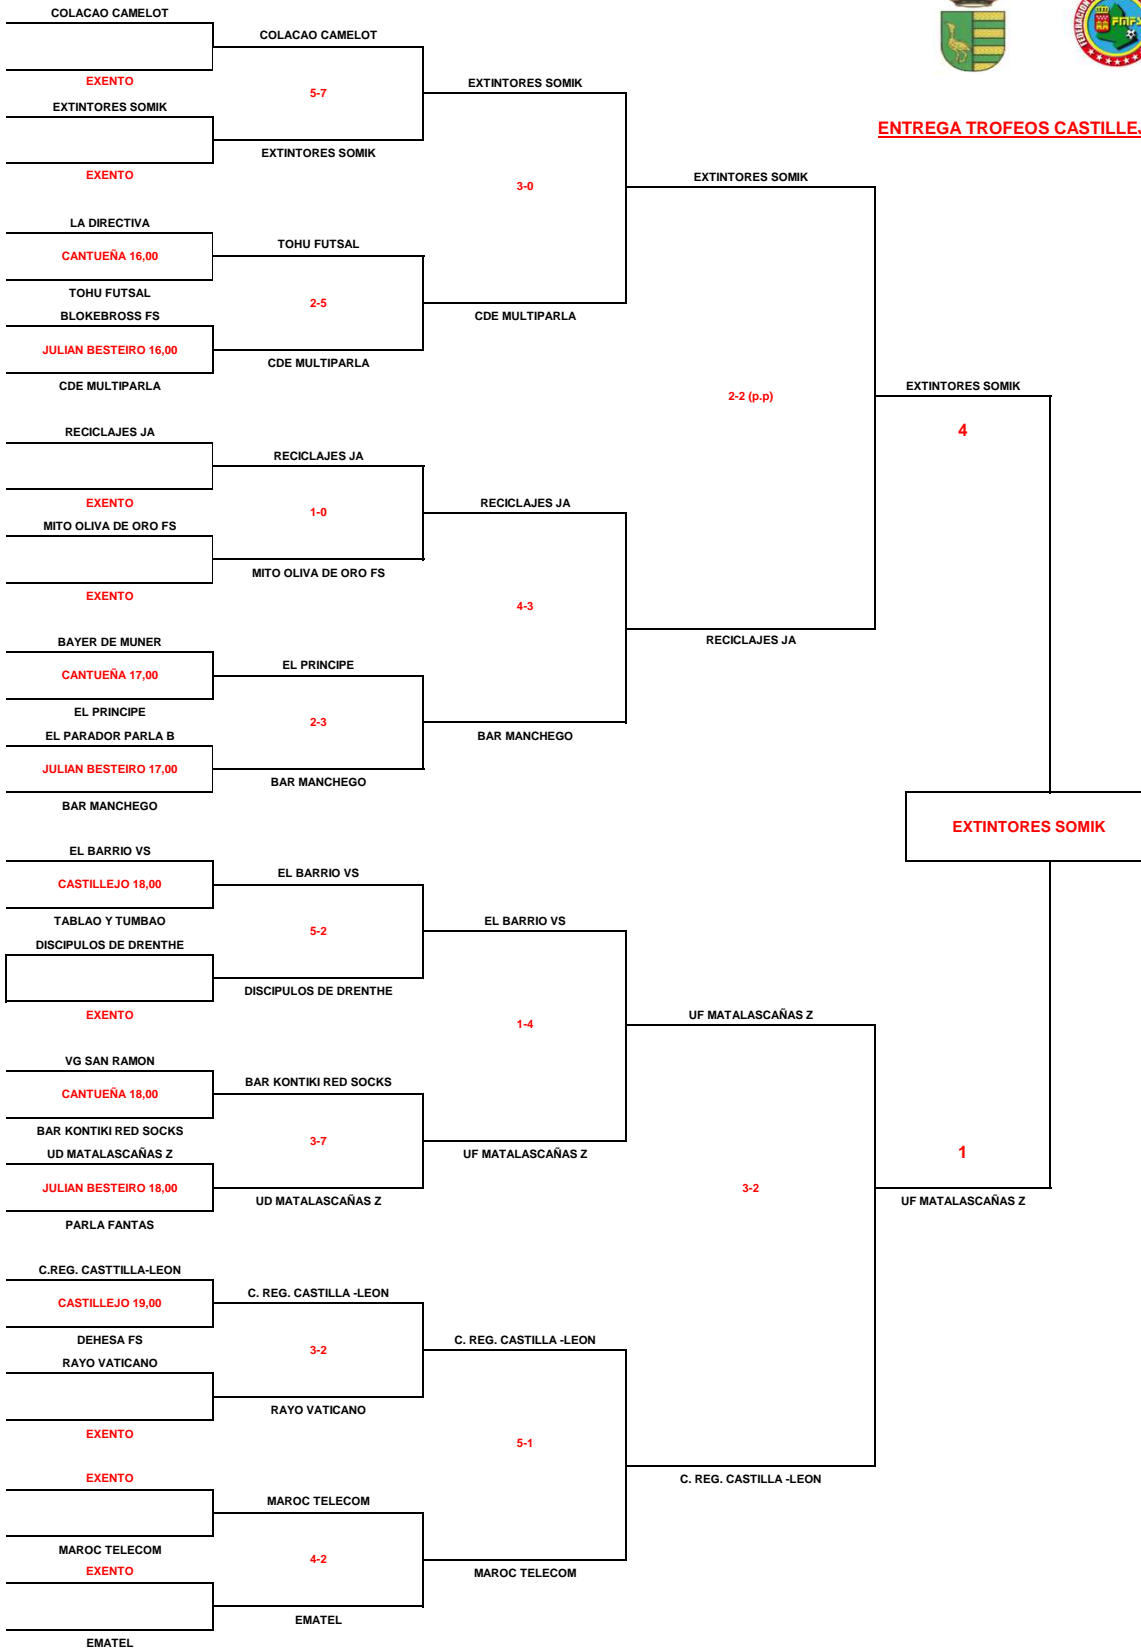 COLACAO CAMELOT
EXENTO
EXTINTORES SOMIK
EXENTO
LA DIRECTIVA
CANTUEÑA 16,00
TOHU FUTSAL
BLOKEBROSS FS
JULIAN BESTEIRO 16,00
CDE MULTIPARLA
RECICLAJES JA
EXENTO
MITO OLIVA DE ORO FS
EXENTO
BAYER DE MUNER
CANTUEÑA 17,00
EL PRINCIPE
EL PARADOR PARLA B
JULIAN BESTEIRO 17,00
BAR MANCHEGO
EL BARRIO VS
CASTILLEJO 18,00
TABLAO Y TUMBAO
DISCIPULOS DE DRENTHE
EXENTO
VG SAN RAMON
CANTUEÑA 18,00
BAR KONTIKI RED SOCKS
UD MATALASCAÑAS Z
JULIAN BESTEIRO 18,00
PARLA FANTAS
C.REG. CASTTILLA-LEON
CASTILLEJO 19,00
DEHESA FS
RAYO VATICANO
EXENTO
EXENTO
MAROC TELECOM
EXENTO
EMATEL
COLACAO CAMELOT
5-7
EXTINTORES SOMIK
TOHU FUTSAL
2-5
CDE MULTIPARLA
RECICLAJES JA
1-0
MITO OLIVA DE ORO FS
EL PRINCIPE
2-3
BAR MANCHEGO
EL BARRIO VS
5-2
DISCIPULOS DE DRENTHE
BAR KONTIKI RED SOCKS
3-7
UD MATALASCAÑAS Z
C. REG. CASTILLA -LEON
3-2
RAYO VATICANO
MAROC TELECOM
4-2
EMATEL
EXTINTORES SOMIK
3-0
CDE MULTIPARLA
RECICLAJES JA
4-3
BAR MANCHEGO
EL BARRIO VS
1-4
UF MATALASCAÑAS Z
C. REG. CASTILLA -LEON
5-1
MAROC TELECOM
EXTINTORES SOMIK
2-2 (p.p)
RECICLAJES JA
UF MATALASCAÑAS Z
3-2
C. REG. CASTILLA -LEON
ENTREGA TROFEOS CASTILLEJ
EXTINTORES SOMIK
4
EXTINTORES SOMIK
1
UF MATALASCAÑAS Z